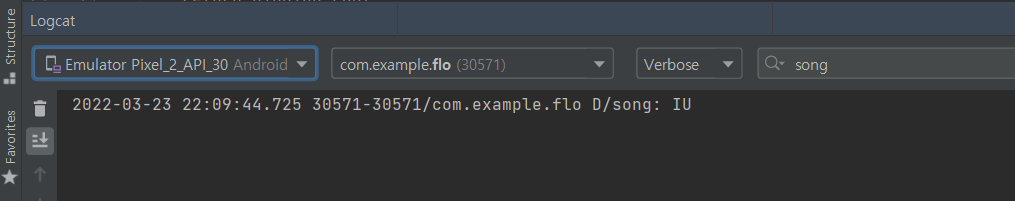 Structure
Favorites
Logcat
Emulator Pixel_2_API_30 Android
com.example.flo (30571)
Verbose
song
2022-03-23 22:09:44.725 30571-30571/com.example.flo D/song: IU